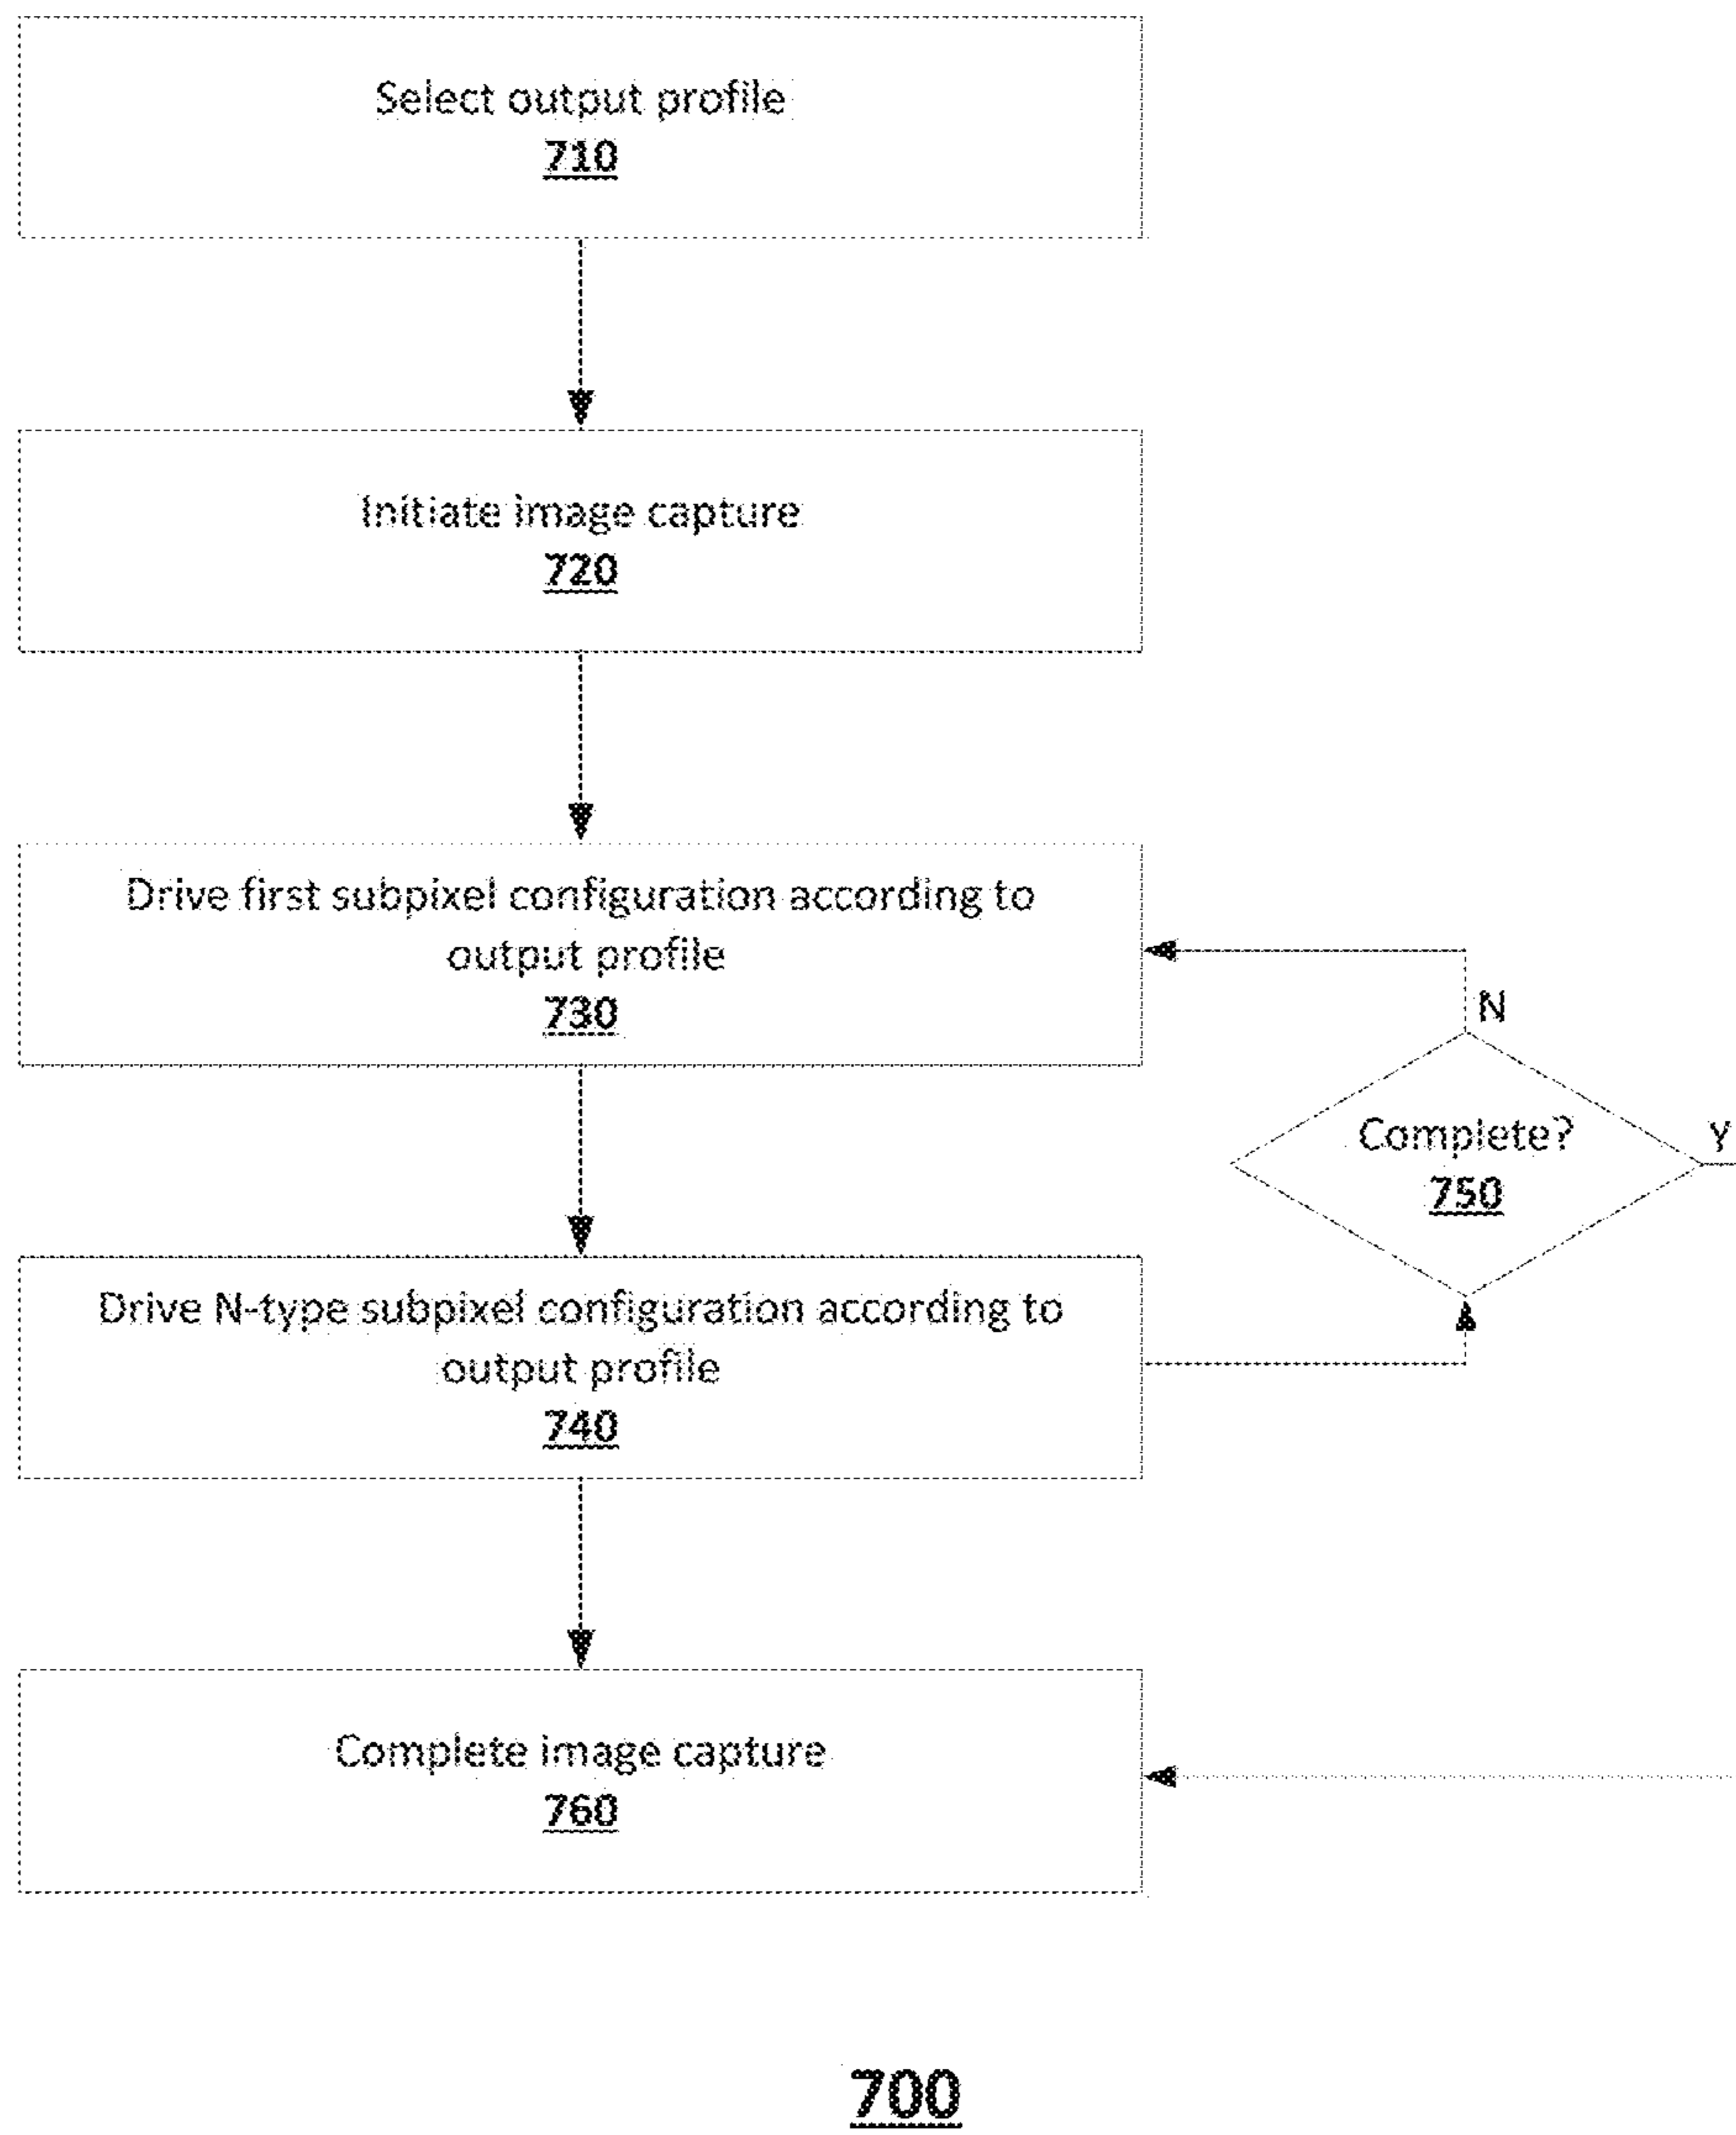 Select output profile
710
Initiate image capture
720
Drive first subpixel configuration according to
output profile
730
N
Complete?
Y
750
Drive N-type subpixel configuration according to
output profile
740
Complete image capture
760
700